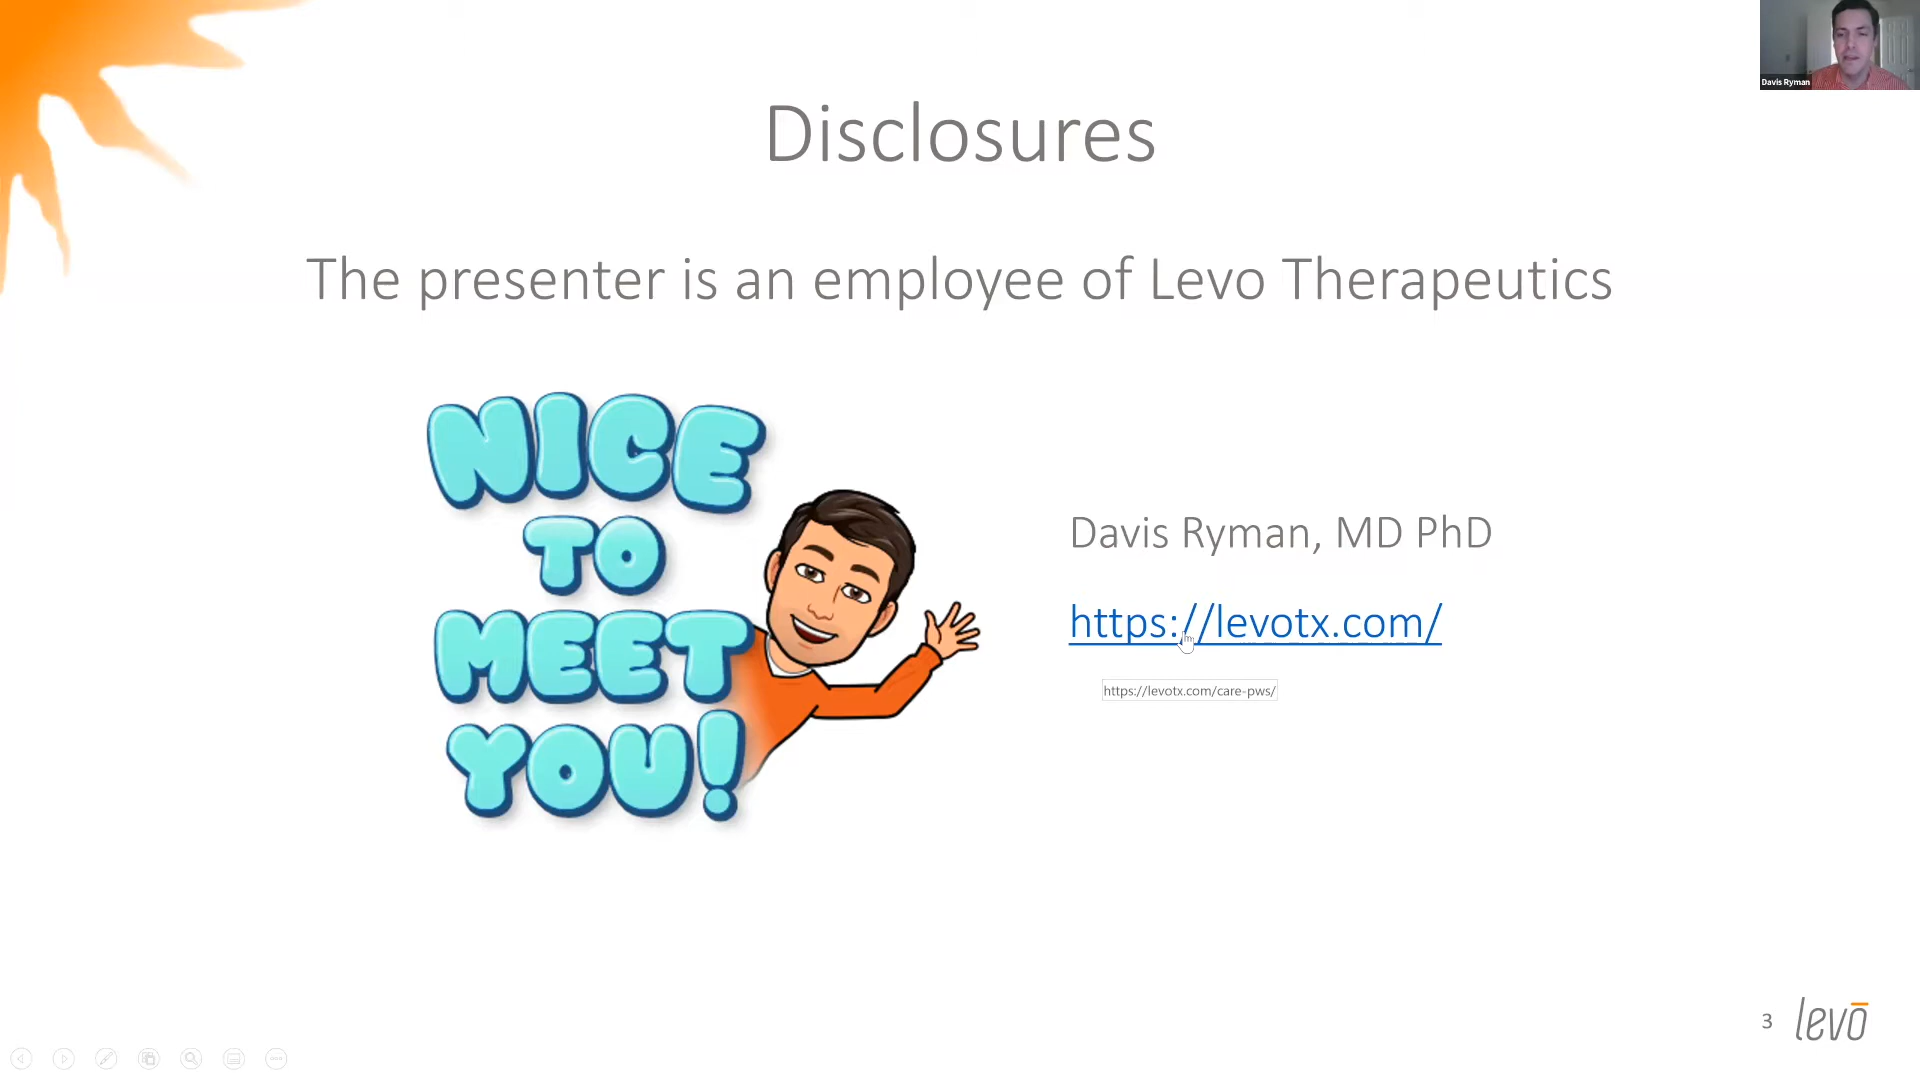 Davis Ryman
Disclosures
The presenter is an employee of Levo Therapeutics
NICE
TO
MEET
YOU!
Davis Ryman, MD PhD
https://levotx.com/
https://levotx.com/care-pws/
3
levō